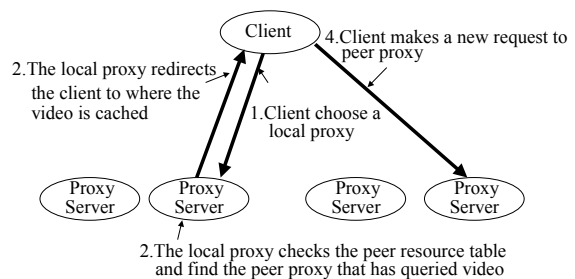 Client
4.Client makes a new request to
peer proxy
2.The local proxy redirects
the client to where the
video is cached
1.Client choose a
local proxy
Proxy
Server
Proxy
Server
Proxy
Server
Proxy
Server
2.The local proxy checks the peer resource table
and find the peer proxy that has queried video